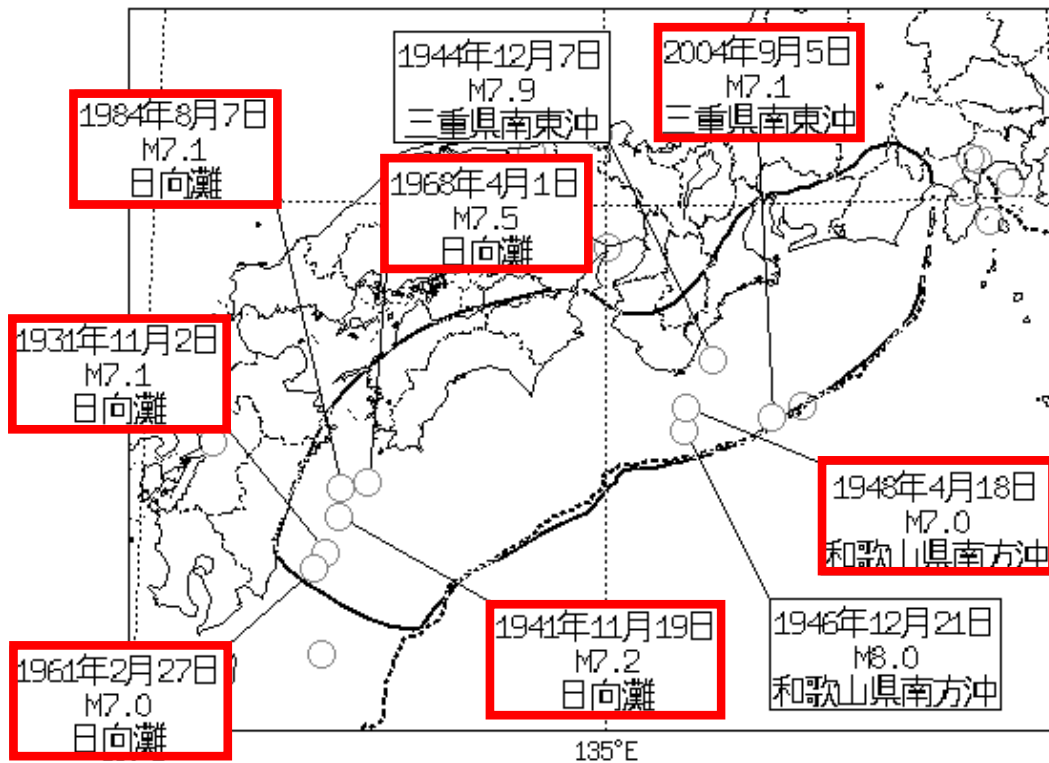 1944年12月7日
M7.9
三重県南東沖
2004年9月5日
M7.1
三重県南東沖
1984年8月7日
M7.1
日向灘
1968年4月1日
M7.5
日向灘
1931年11月2日
M7.1
日向灘
1948年4月18日
M7.0
和歌山県南方沖
1941年11月19日
M7.2
日向灘
1946年12月21日
M8.0
和歌山県南方沖
1961年2月27日
M7.0
日向灘
135°E